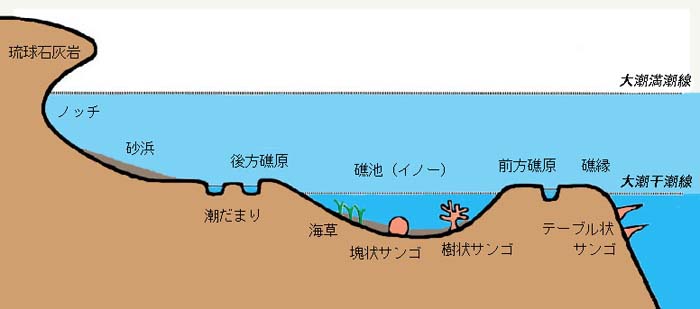 琉球石灰岩
大潮満潮線
ノッチ
砂浜
後方礁原
礁池（イノー）
前方礁原
礁縁
大潮干潮線
潮だまり
海草
塊状サンゴ
樹状サンゴ
テーブル状
サンゴ